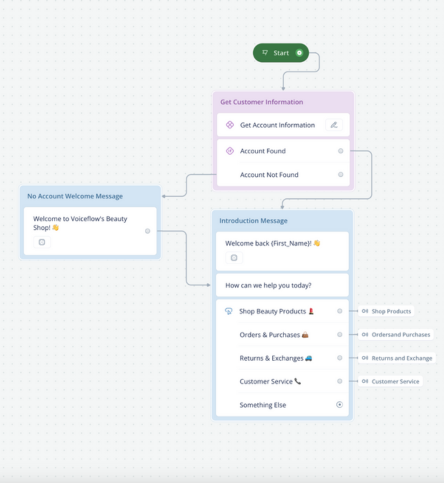 Start
Get Customer Information
Get Account Information
Account Found
Account Not Found
No Account Welcome Message
Welcome to Voiceflow's Beauty
Shop! 👋
Introduction Message
Welcome back {First_Name}! 👋
How can we help you today?
Shop Beauty Products 💄
Shop Products
Orders & Purchases 🛍️
Ordersand Purchases
Returns & Exchanges 🚙
Returns and Exchange
Customer Service 📞
Customer Service
Something Else